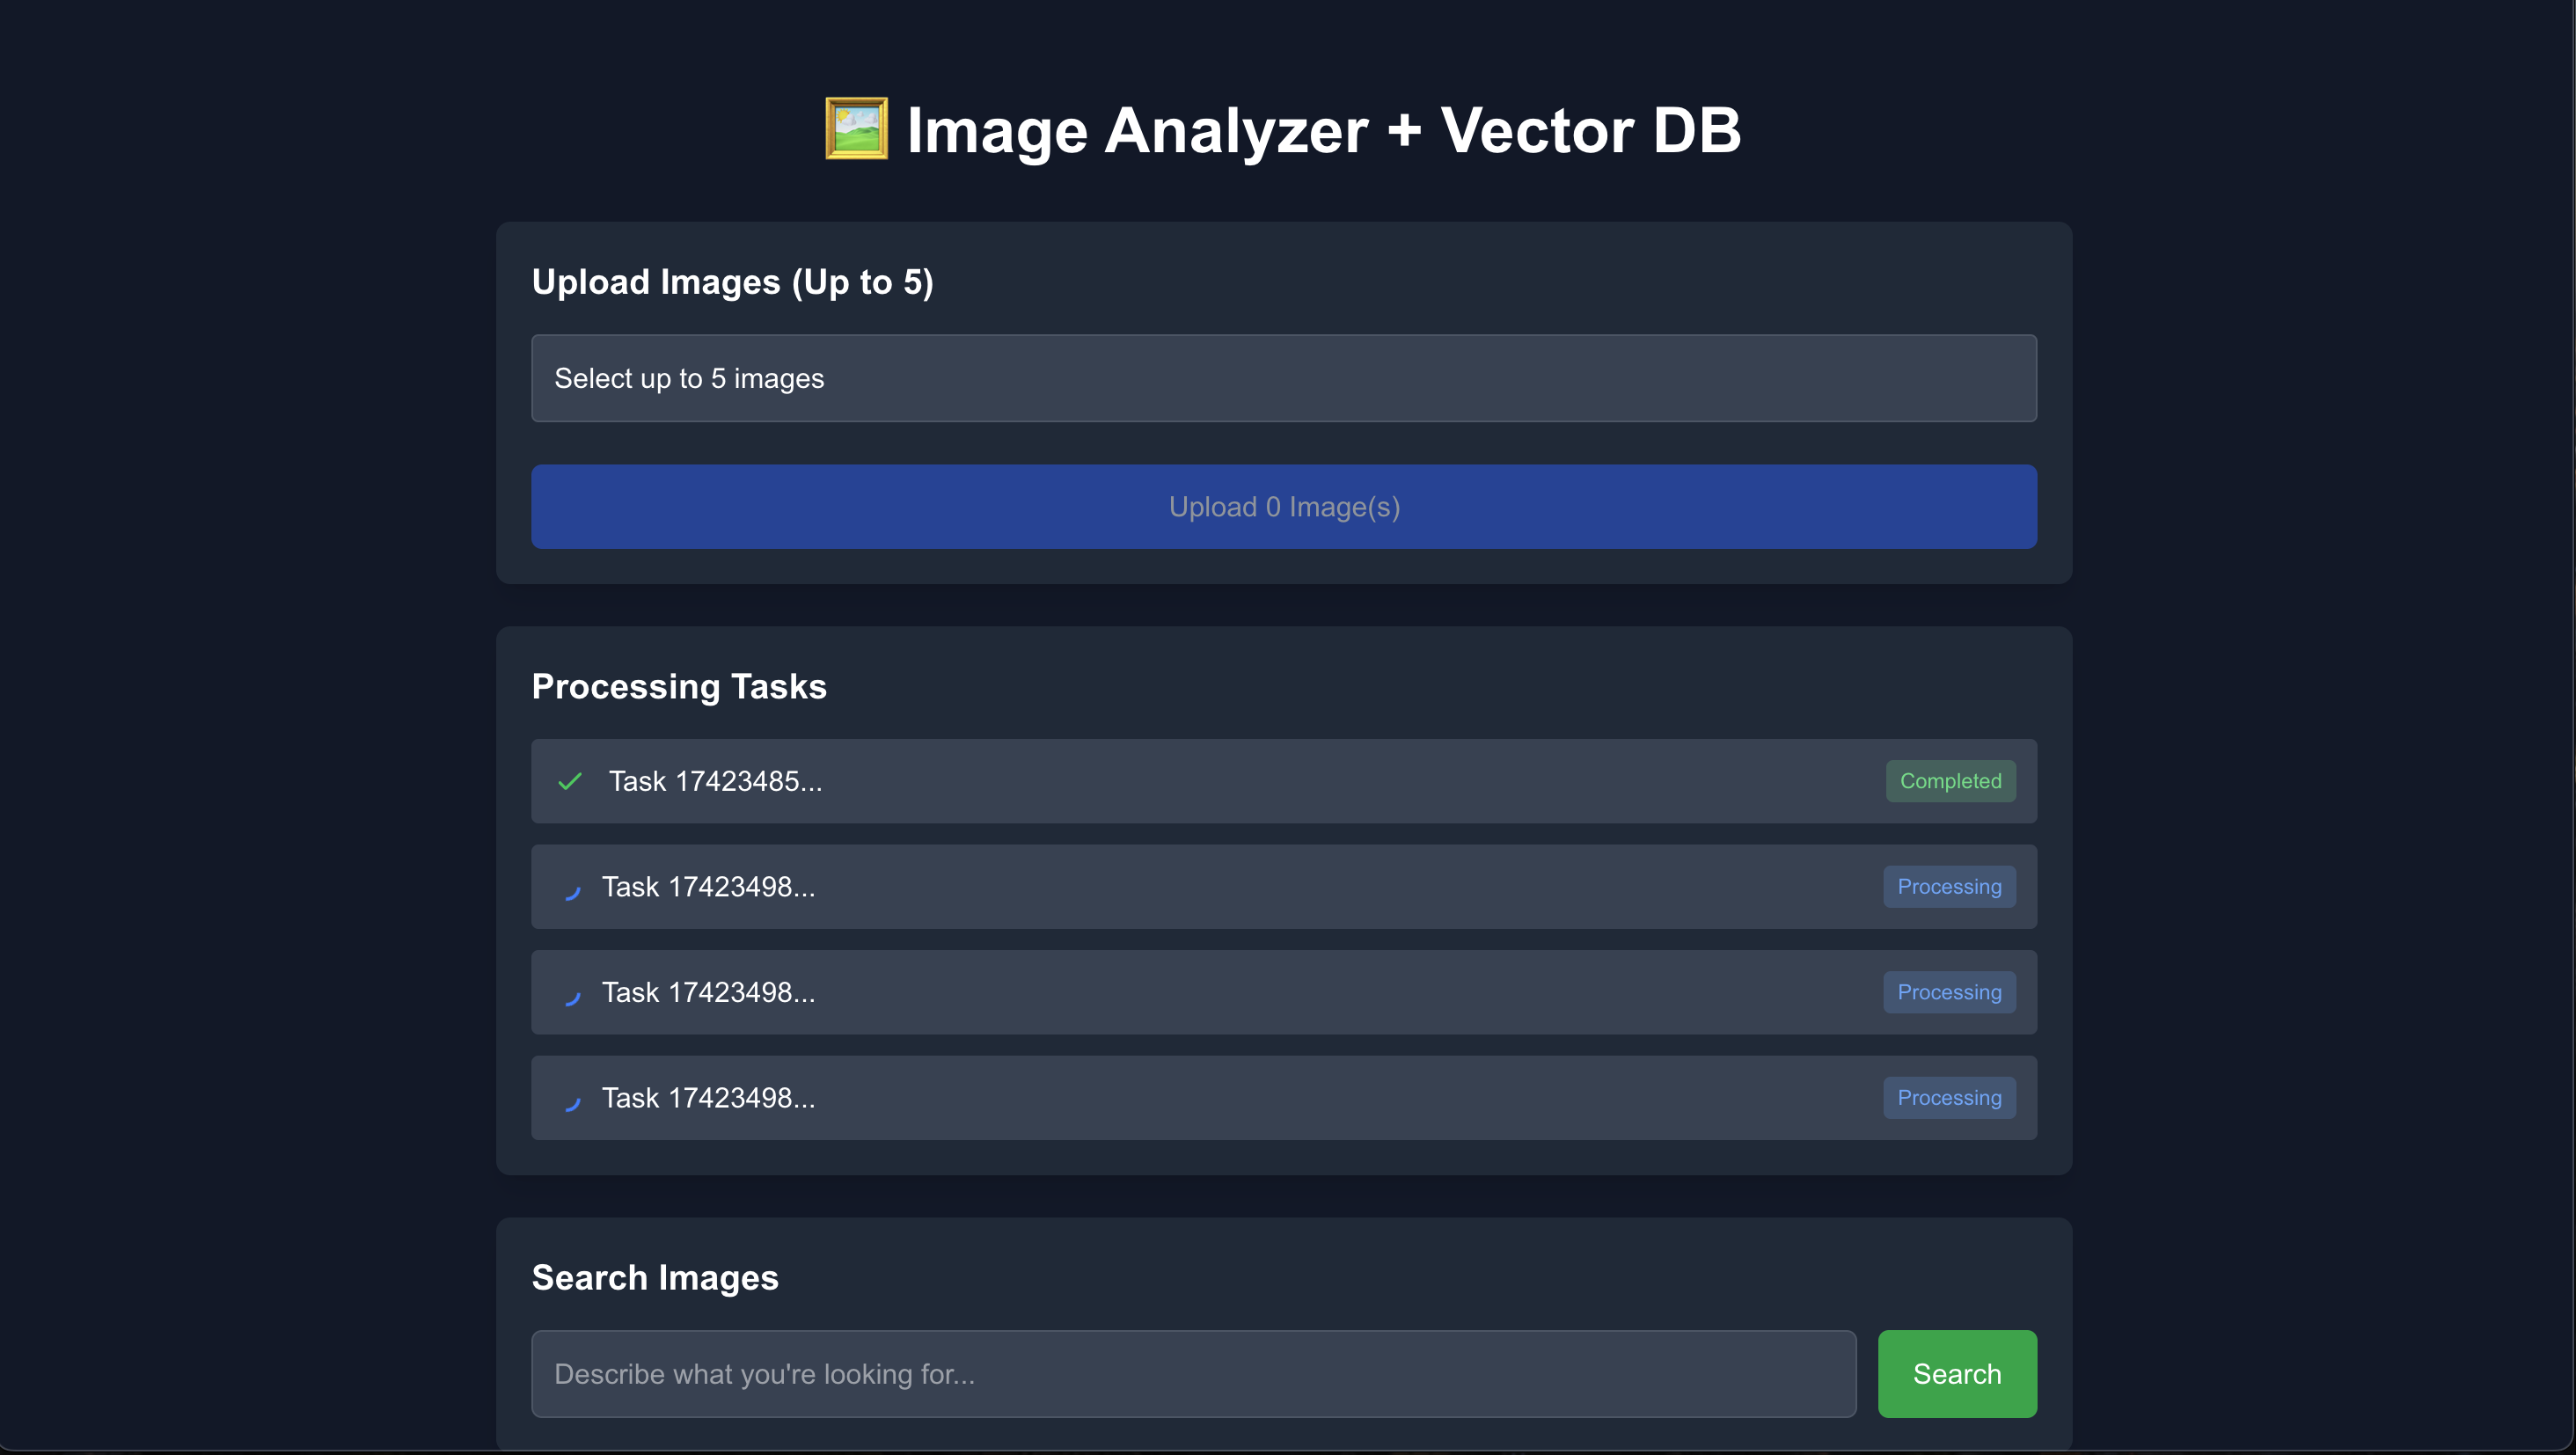 Image Analyzer + Vector DB
Upload Images (Up to 5)
Select up to 5 images
Upload 0 Image(s)
Processing Tasks
Task 17423485... Completed
Task 17423498... Processing
Task 17423498... Processing
Task 17423498... Processing
Search Images
Describe what you're looking for... Search